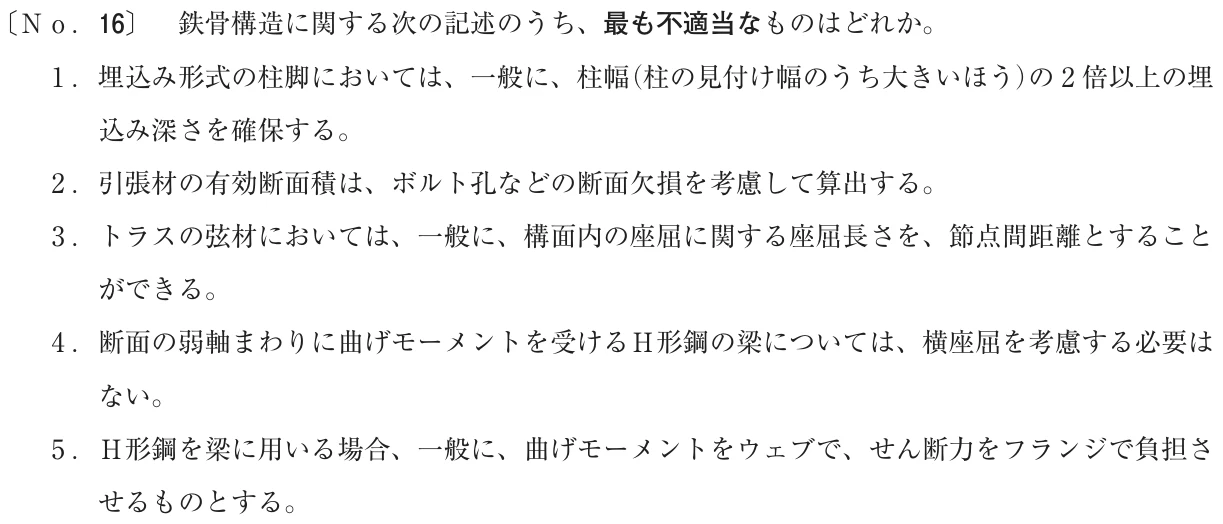 〔Ｎｏ．16〕　鉄骨構造に関する次の記述のうち、最も不適当なものはどれか。
１．埋込み形式の柱脚においては、一般に、柱幅(柱の見付け幅のうち大きいほう)の２倍以上の埋
込み深さを確保する。
２．引張材の有効断面積は、ボルト孔などの断面欠損を考慮して算出する。
３．トラスの弦材においては、一般に、構面内の座屈に関する座屈長さを、節点間距離とすること
ができる。
４．断面の弱軸まわりに曲げモーメントを受けるＨ形鋼の梁については、横座屈を考慮する必要は
ない。
５．Ｈ形鋼を梁に用いる場合、一般に、曲げモーメントをウェブで、せん断力をフランジで負担さ
せるものとする。